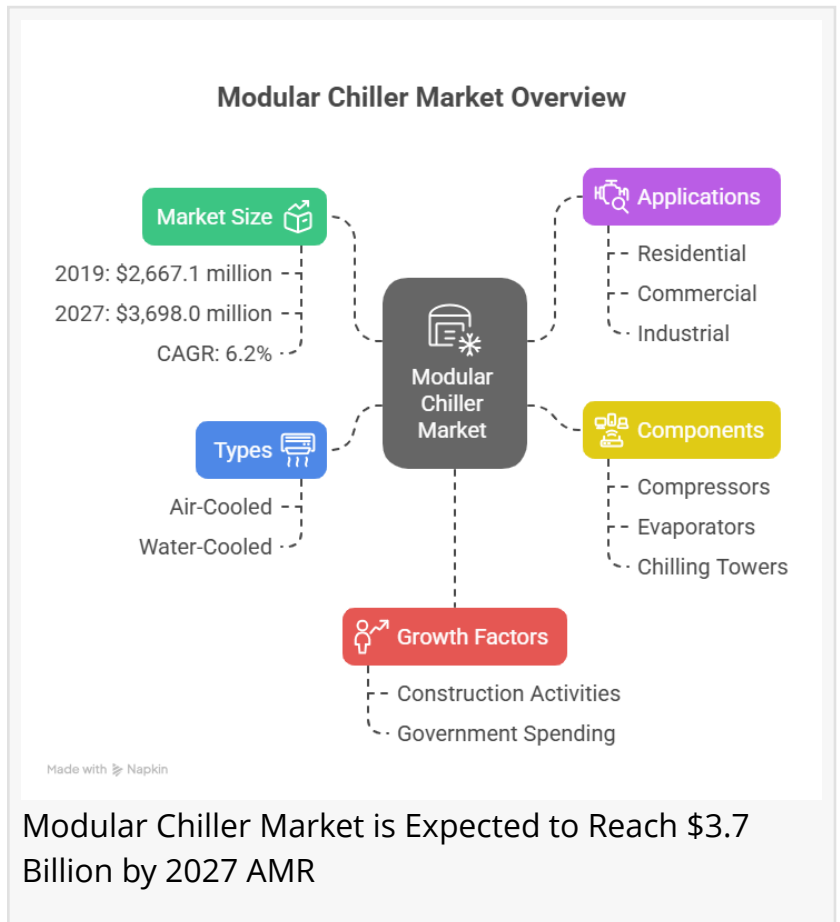 Modular Chiller Market Overview
Market Size
2019: $2,667.1 million
2027: $3,698.0 million
CAGR: 6.2%
Types
Air-Cooled
Water-Cooled
Modular
Chiller
Market
Applications
Residential
Commercial
Industrial
Components
Compressors
Evaporators
Chilling Towers
Growth Factors
Construction Activities
Government Spending
Made with Napkin
Modular Chiller Market is Expected to Reach $3.7
Billion by 2027 AMR